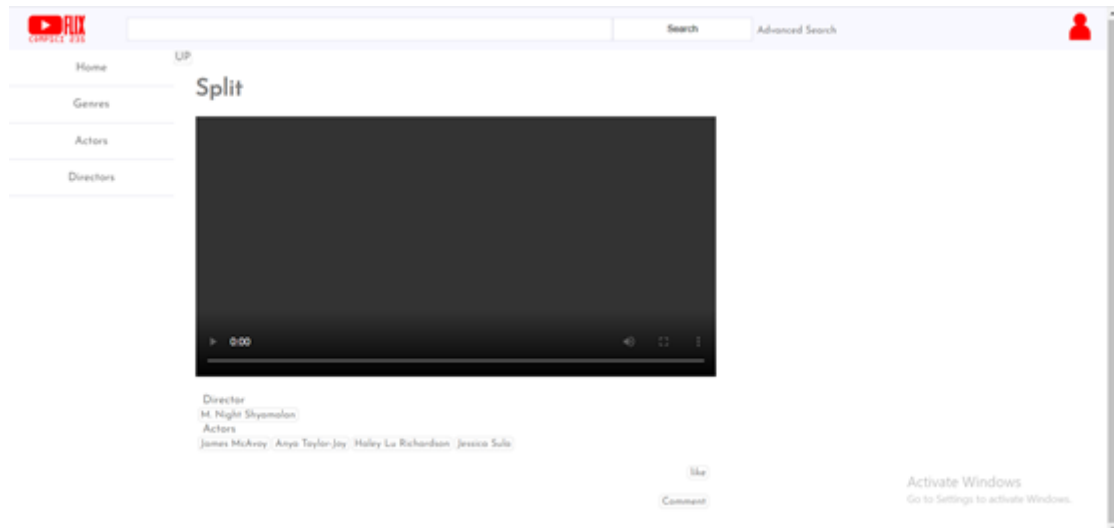 FLIX
COMPSCI 235
Search
Advanced Search
UP
Home
Genres
Actors
Directors
Split
0:00
Director
M. Night Shyamalan
Actors
James McAvoy Anya Taylor-Joy Haley Lu Richardson Jessica Sula
like
Comment
Activate Windows
Go to Settings to activate Windows.